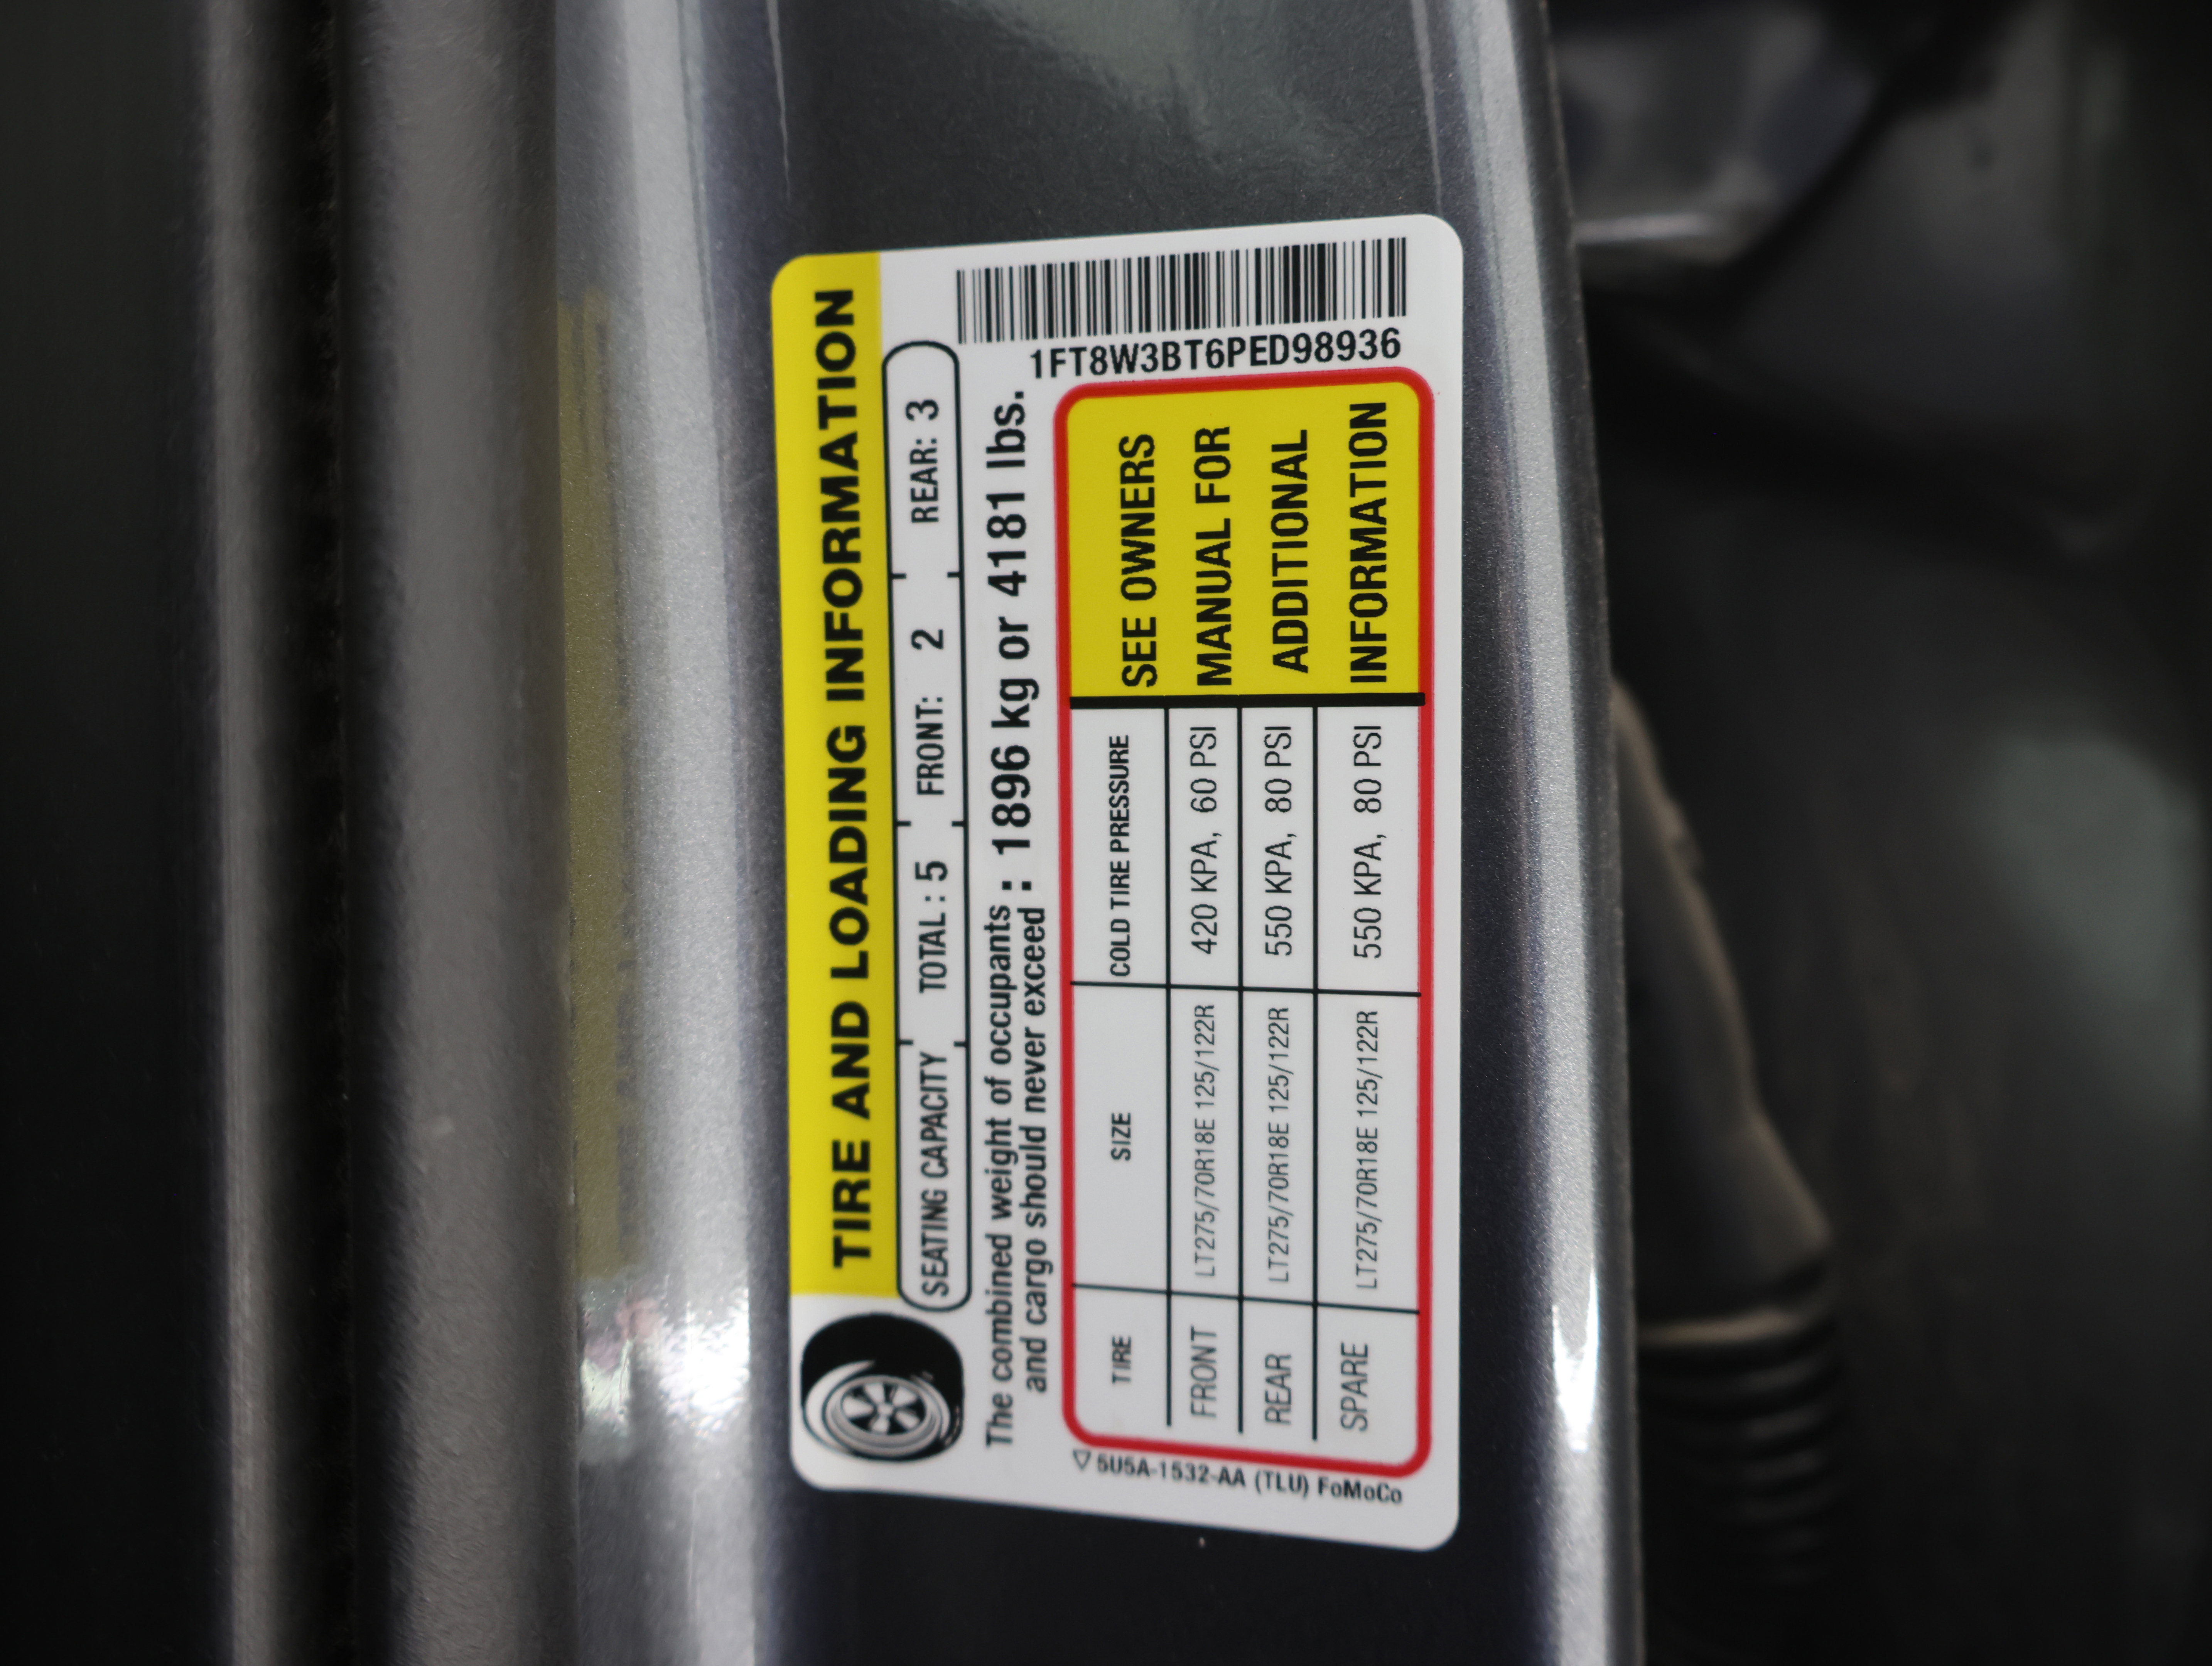 TIRE AND LOADING INFORMATION
SEATING CAPACITY TOTAL : 5 FRONT: 2 REAR: 3
The combined weight of occupants : 1896 kg or 4181 lbs.
and cargo should never exceed :
1FT8W3BT6PED98936
TIRE SIZE COLD TIRE PRESSURE
FRONT LT275/70R18E 125/122R 420 KPA, 60 PSI
REAR LT275/70R18E 125/122R 550 KPA, 80 PSI
SPARE LT275/70R18E 125/122R 550 KPA, 80 PSI
SEE OWNERS
MANUAL FOR
ADDITIONAL
INFORMATION
5U5A-1532-AA (TLU) FoMoCo